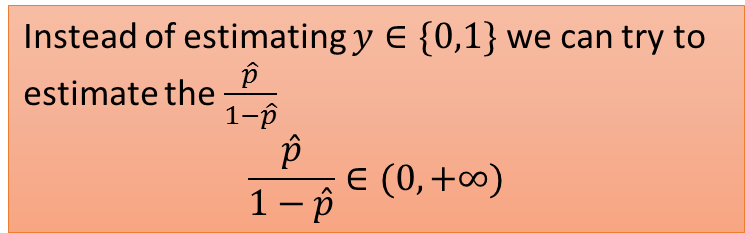 Instead of estimating y ∈ {0,1} we can try to
estimate the p̂/(1−p̂)
p̂/(1 − p̂) ∈ (0, +∞)